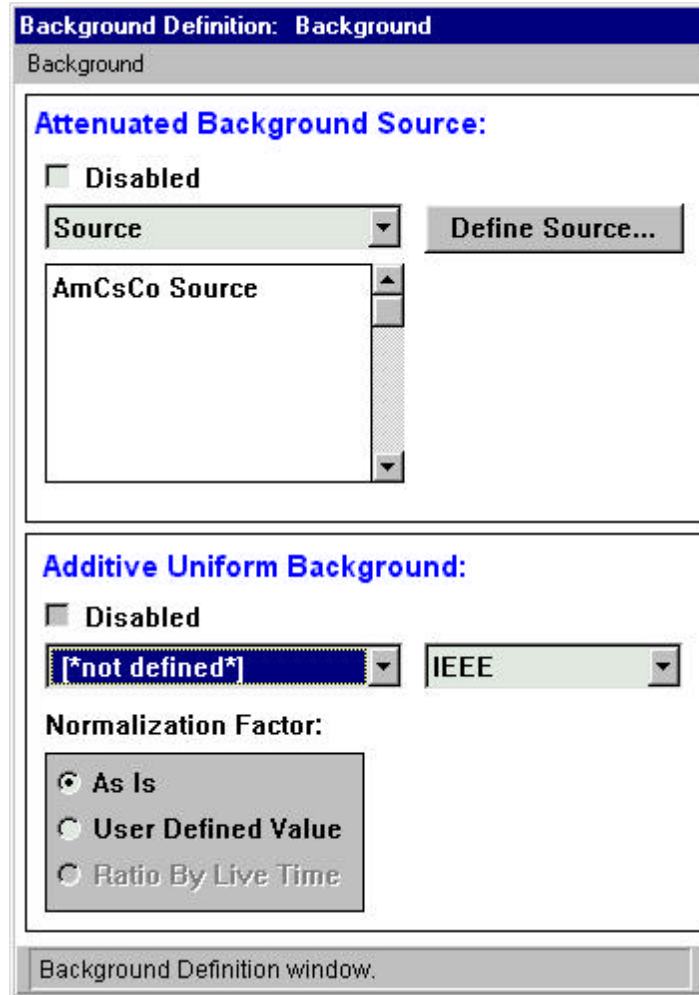 Background Definition: Background
Background
Attenuated Background Source:
Disabled
Source
Define Source...
AmCsCo Source
Additive Uniform Background:
Disabled
[*not defined*]
IEEE
Normalization Factor:
As Is
User Defined Value
Ratio By Live Time
Background Definition window.